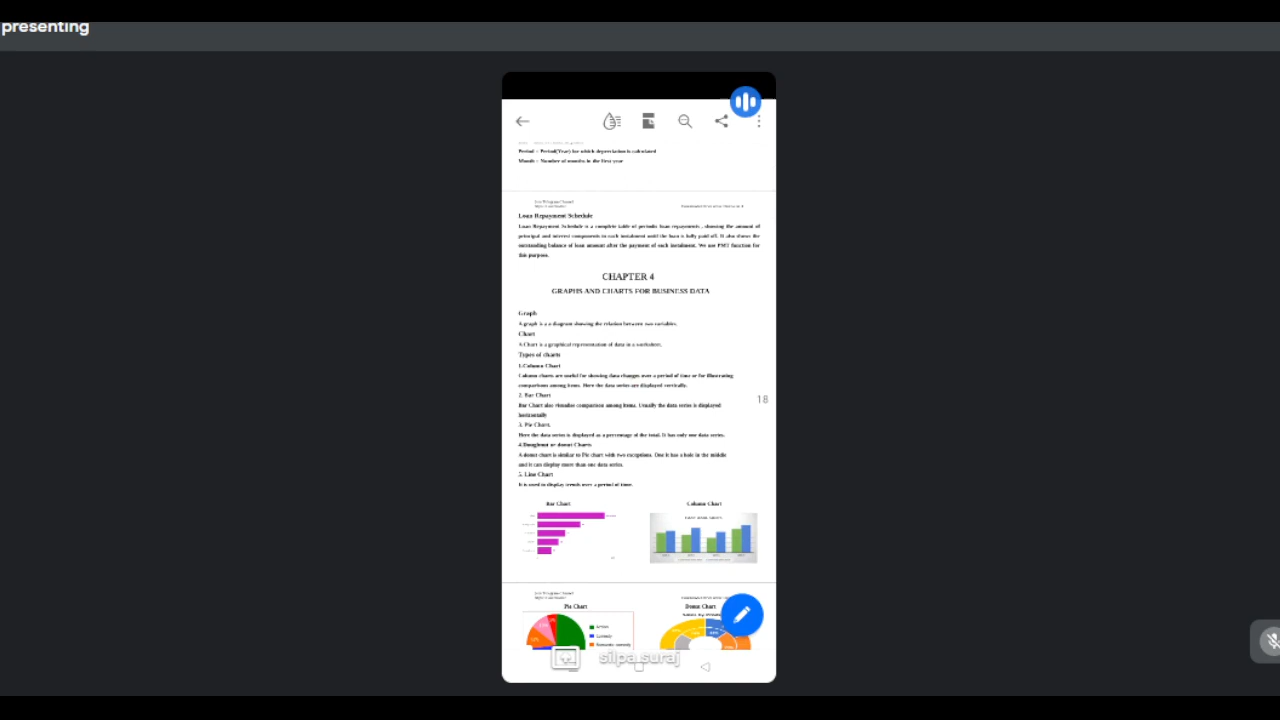 presenting
Period = Period(Year) for which depreciation is calculated
Month = Number of months in the first year
Loan Repayment Schedule
Loan Repayment Schedule is a complete table of periodic loan repayments , showing the amount of
principal and interest components in each instalment until the loan is fully paid off. It also shows the
outstanding balance of loan amount after the payment of each instalment. We use PMT function for
this purpose.
CHAPTER 4
GRAPHS AND CHARTS FOR BUSINESS DATA
Graph
A graph is a a diagram showing the relation between two variables.
Chart
A Chart is a graphical representation of data in a worksheet.
Types of charts
1.Column Chart
Column charts are useful for showing data changes over a period of time or for illustrating
comparisons among items. Here the data series are displayed vertically.
2. Bar Chart
Bar Chart also visualise comparison among items. Usually the data series is displayed
horizontally
18
3. Pie Chart.
Here the data series is displayed as a percentage of the total. It has only one data series.
4.Doughnut or donut Charts
A donut chart is similar to Pie chart with two exceptions. One it has a hole in the middle
and it can display more than one data series.
5. Line Chart
It is used to display trends over a period of time.
Bar Chart
Column Chart
Pie Chart
Donut Chart
silpa suraj